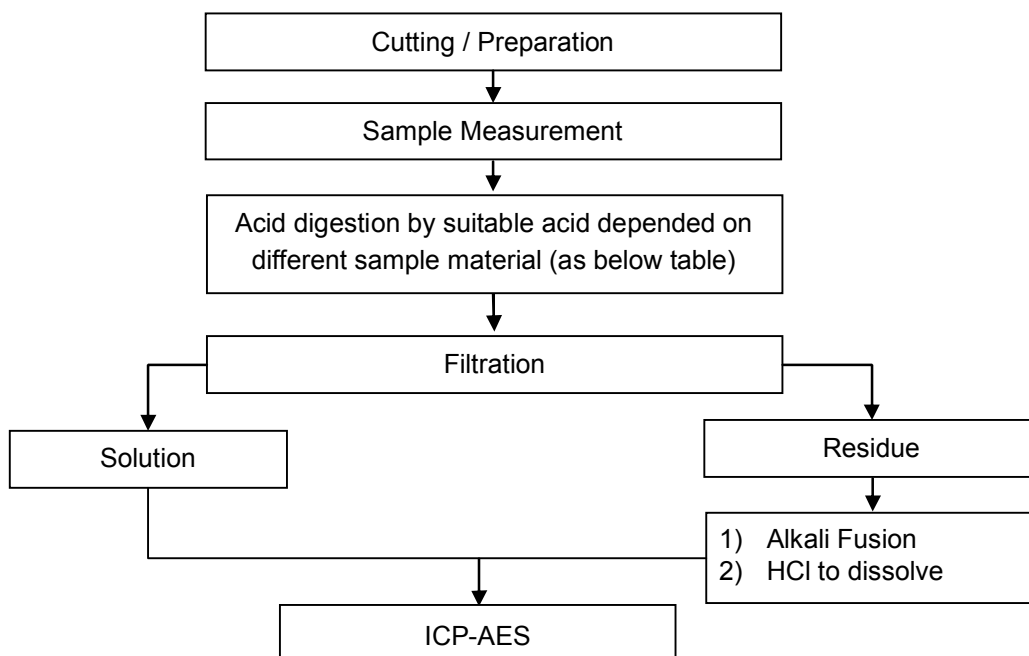 Cutting / Preparation
Sample Measurement
Acid digestion by suitable acid depended on
different sample material (as below table)
Filtration
Solution
Residue
1) Alkali Fusion
2) HCl to dissolve
ICP-AES